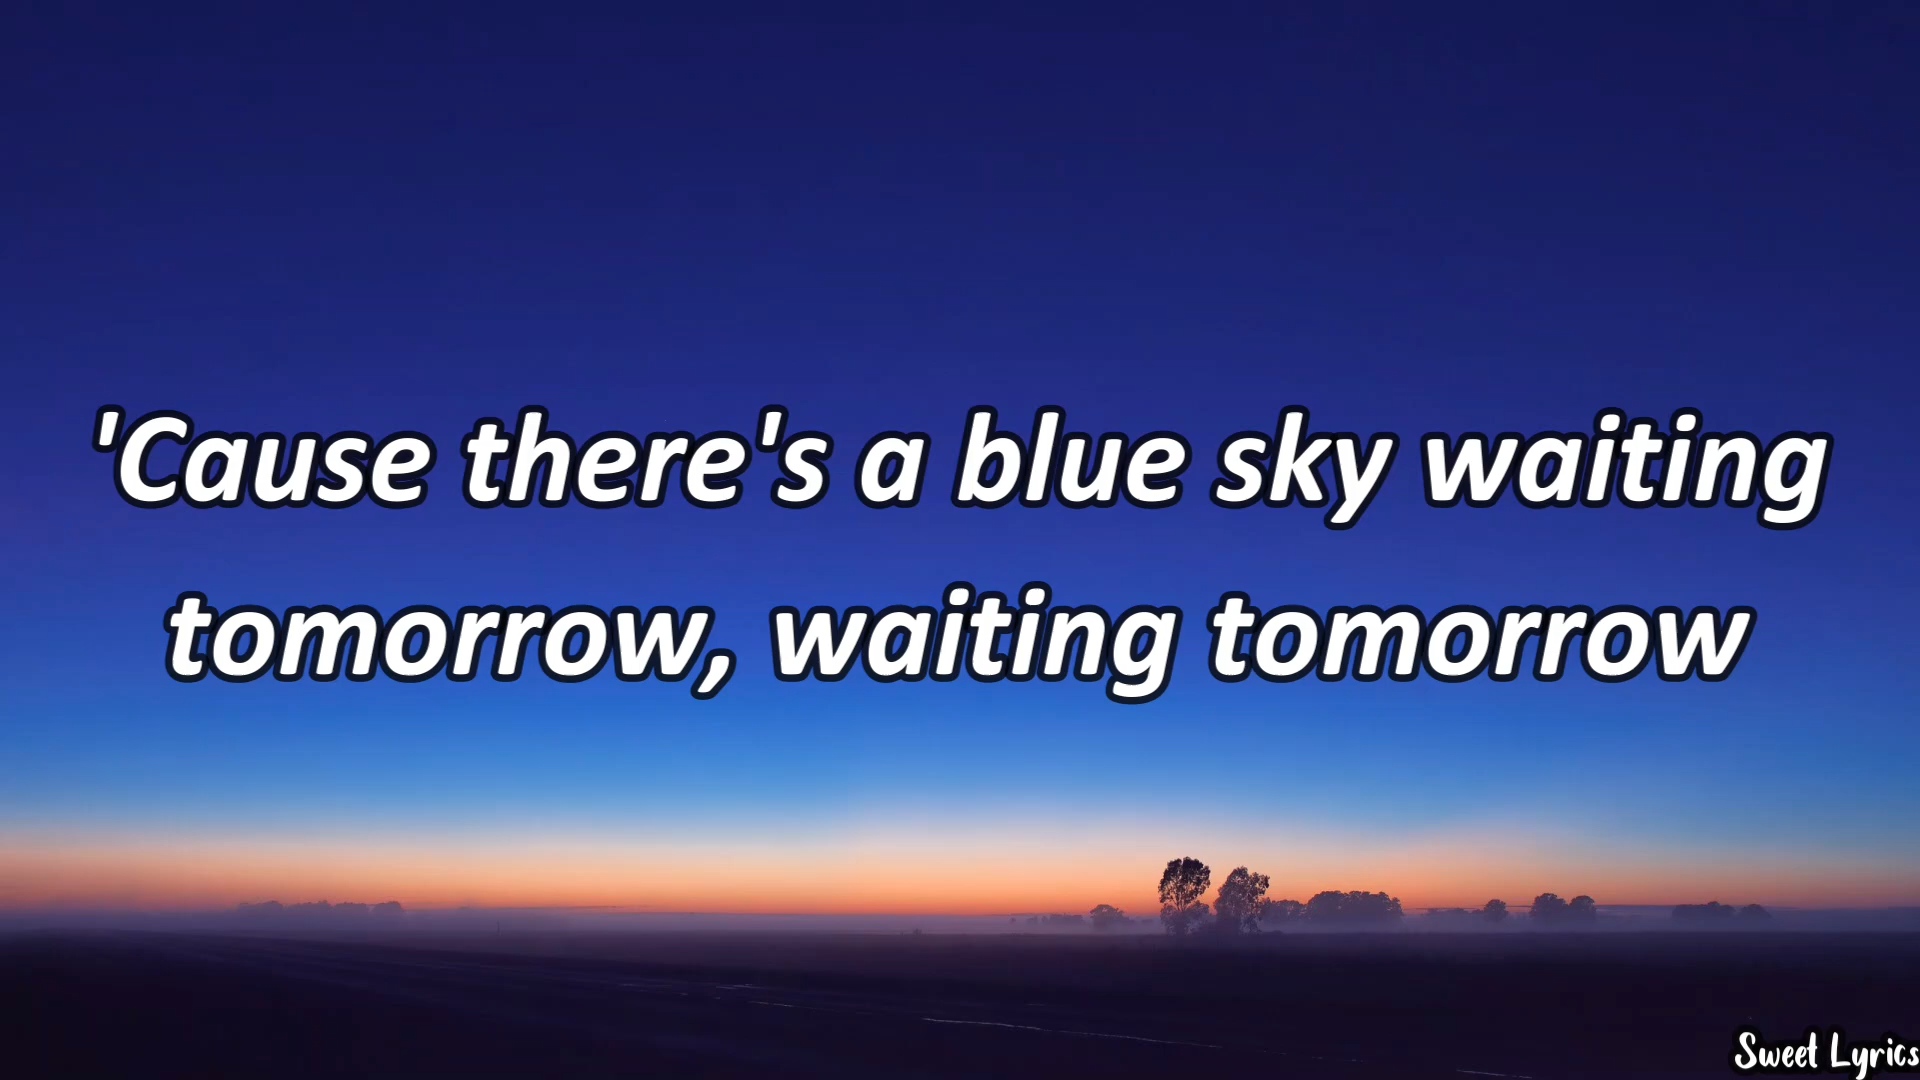 'Cause there's a blue sky waiting
tomorrow, waiting tomorrow
Sweet Lyrics